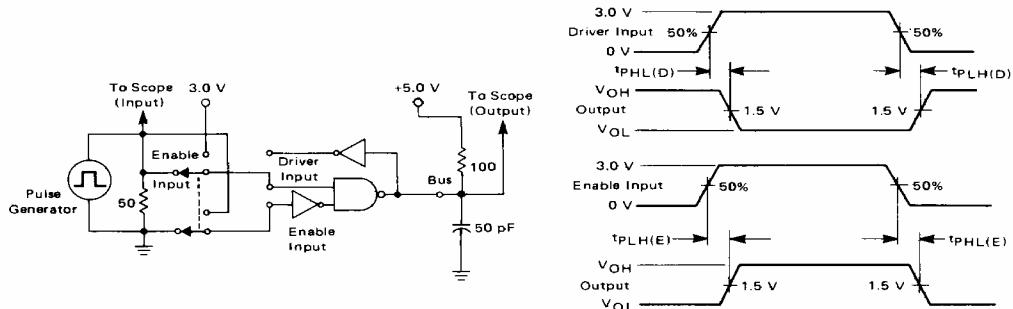 To Scope
(Input)
3.0 V
+5.0 V
To Scope
(Output)
Enable
Input
Driver
Input
100
Bus
Pulse
Generator
50
Enable
Input
50 pF
3.0 V
Driver Input
50%
50%
0 V
tPHL(D)
tPLH(D)
VOH
Output
1.5 V
1.5 V
VOL
3.0 V
Enable Input
50%
50%
0 V
tPLH(E)
tPHL(E)
VOH
Output
1.5 V
1.5 V
VOL